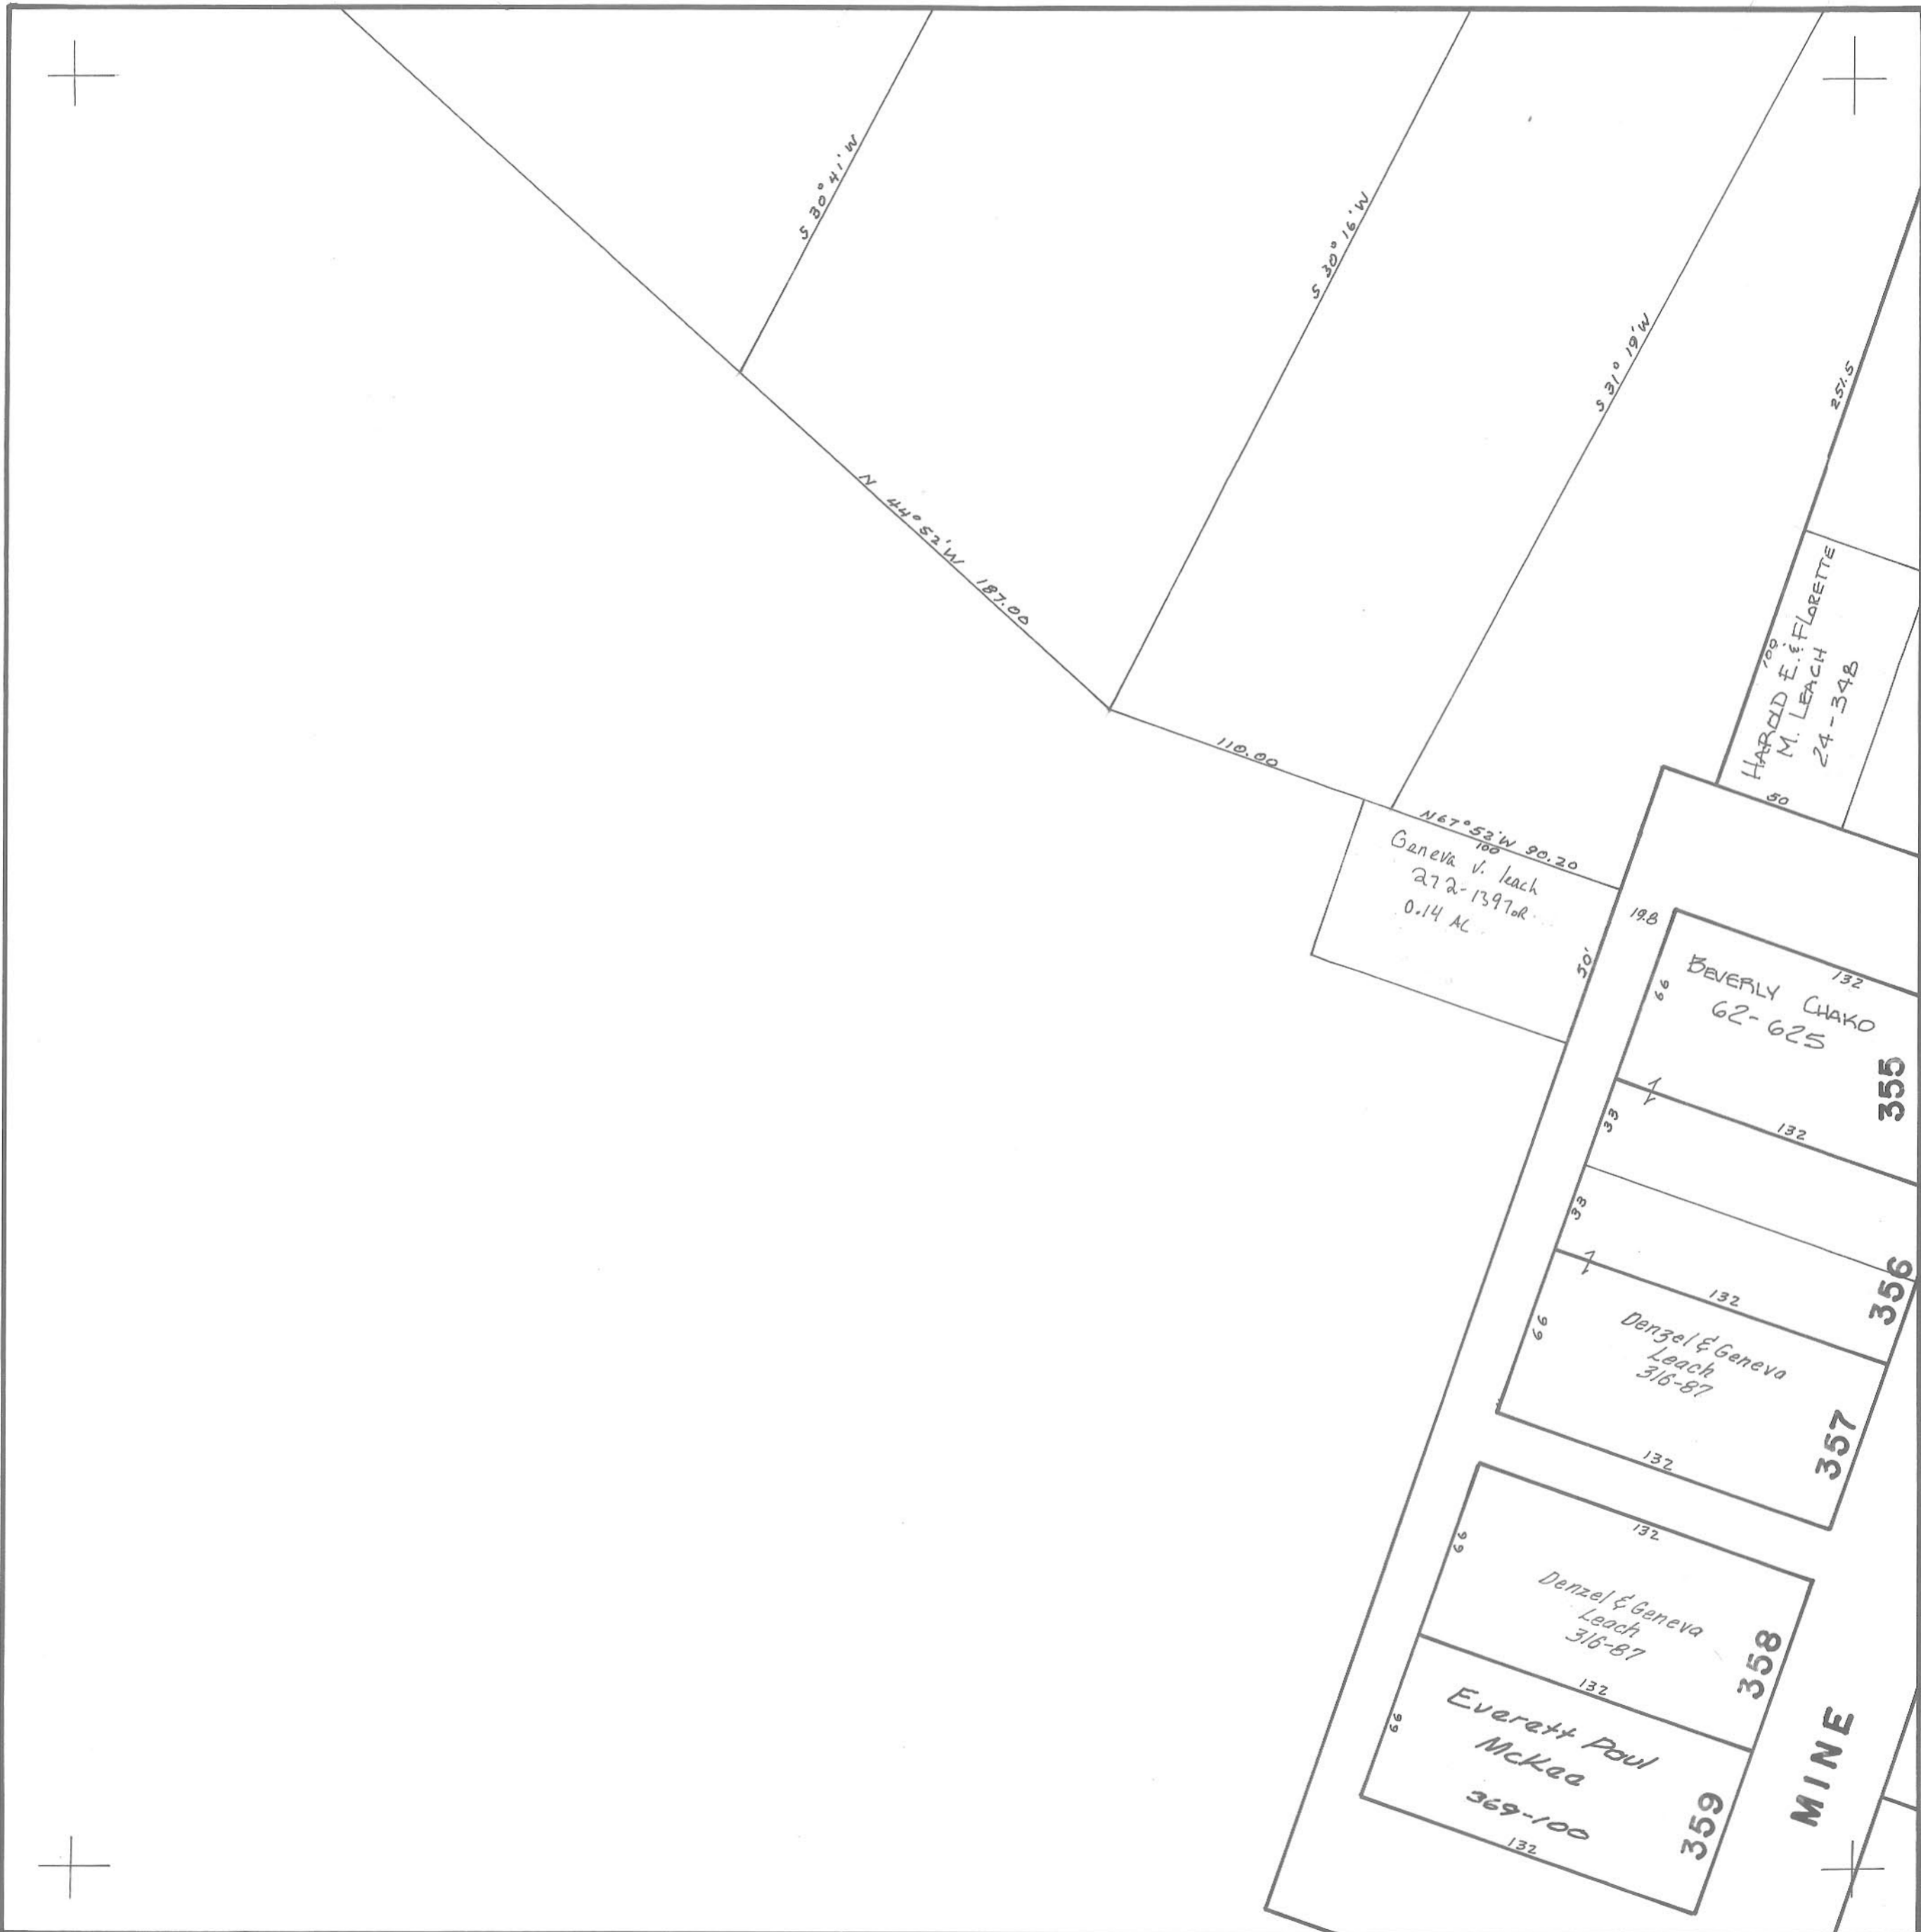 S 30° 41' W
S 30° 16' W
S 31° 19' W
251.5
N 44° 52' W 187.00
HAROLD E. & FLORETTE
M. LEACH
24-348
100
50
110.00
N67°52'W 90.20
100
Geneva V. leach
272-1397OR
0.14 AC
50'
19.8
66
132
BEVERLY CHAKO
62-625
355
33
132
33
356
132
66
Denzel & Geneva
Leach
316-87
357
132
132
66
Denzel & Geneva
Leach
316-87
358
132
66
Everett Paul
McKee
369-100
359
132
MINE